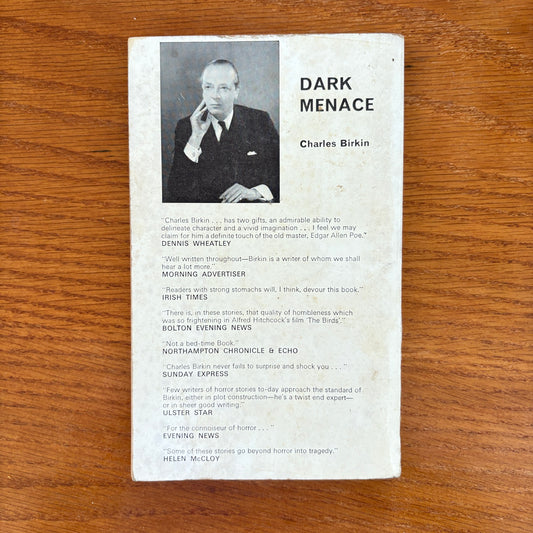 DARK
MENACE
Charles Birkin
"Charles Birkin . . . has two gifts, an admirable ability to
delineate character and a vivid imagination . . . I feel we may
claim for him a definite touch of the old master, Edgar Allen Poe."
DENNIS WHEATLEY
"Well written throughout—Birkin is a writer of whom we shall
hear a lot more."
MORNING ADVERTISER
"Readers with strong stomachs will, I think, devour this book."
IRISH TIMES
"There is, in these stories, that quality of horribleness which
was so frightening in Alfred Hitchcock's film 'The Birds'."
BOLTON EVENING NEWS
"Not a bed-time Book."
NORTHAMPTON CHRONICLE & ECHO
"Charles Birkin never fails to surprise and shock you . . ."
SUNDAY EXPRESS
"Few writers of horror stories to-day approach the standard of
Birkin, either in plot construction—he's a twist end expert—
or in sheer good writing."
ULSTER STAR
"For the connoiseur of horror . . ."
EVENING NEWS
"Some of these stories go beyond horror into tragedy."
HELEN McCLOY